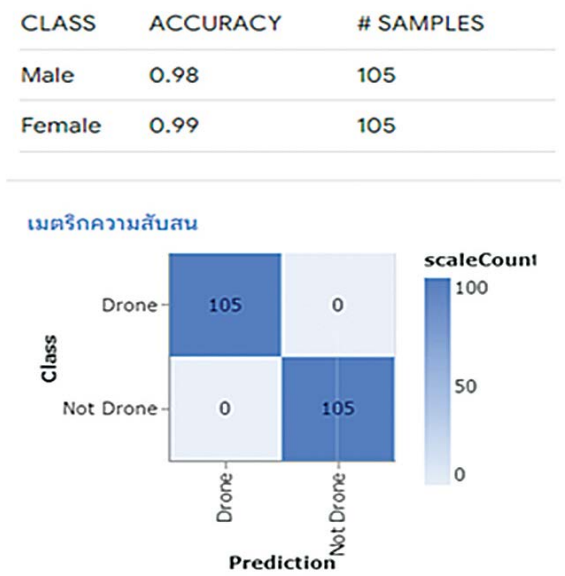 CLASS ACCURACY # SAMPLES
Male 0.98 105
Female 0.99 105
เมตริกความสับสน
scaleCount
Drone 105 0 100
Class
50
Not Drone 0 105
0
Drone Not Drone
Prediction